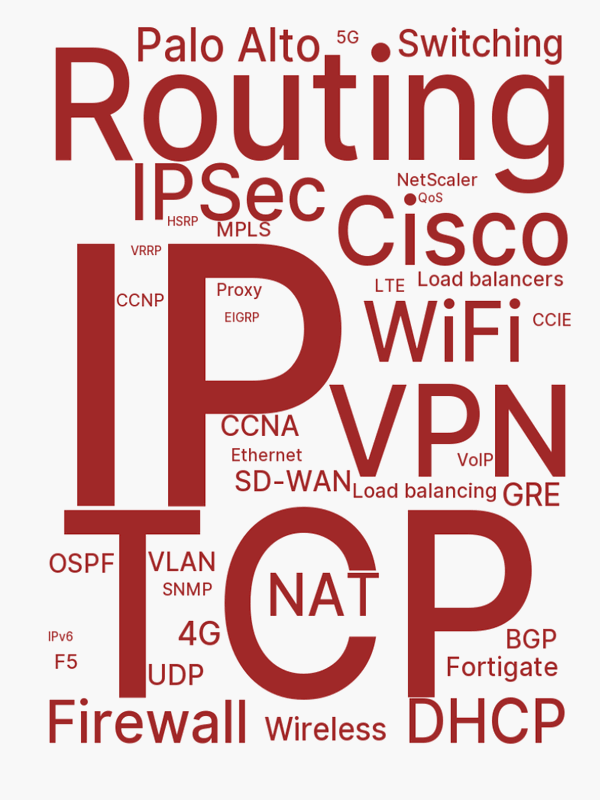 Palo Alto
5G
Switching
Routing
IPSec
NetScaler
QoS
HSRP
MPLS
Cisco
VRRP
IP
LTE
Load balancers
CCNP
Proxy
EIGRP
WiFi
CCIE
CCNA
VPN
Ethernet
VoIP
SD-WAN
Load balancing
GRE
TCP
OSPF
VLAN
SNMP
NAT
IPv6
4G
BGP
F5
UDP
Fortigate
Firewall
Wireless
DHCP